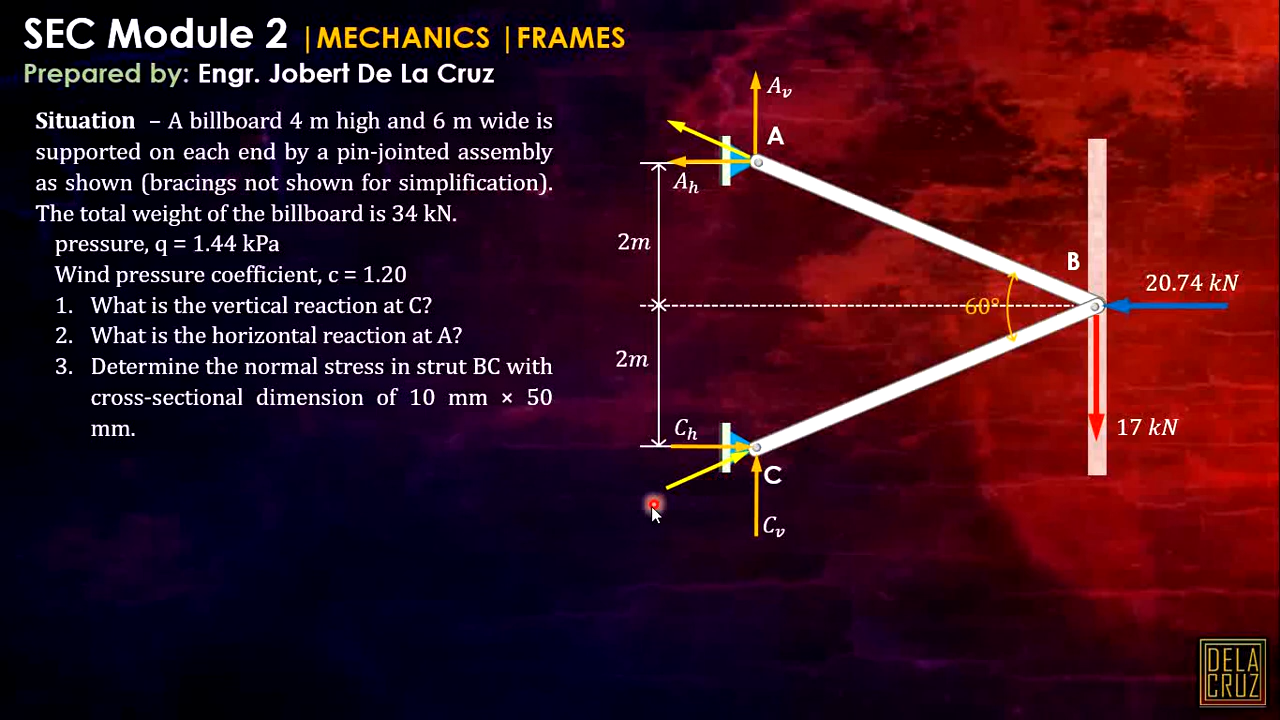 SEC Module 2 |MECHANICS |FRAMES
Prepared by: Engr. Jobert De La Cruz
Situation – A billboard 4 m high and 6 m wide is
supported on each end by a pin-jointed assembly
as shown (bracings not shown for simplification).
The total weight of the billboard is 34 kN.
pressure, q = 1.44 kPa
Wind pressure coefficient, c = 1.20
1. What is the vertical reaction at C?
2. What is the horizontal reaction at A?
3. Determine the normal stress in strut BC with
cross-sectional dimension of 10 mm × 50
mm.
A_v
A
A_h
2m
B
20.74 kN
60°
2m
C_h
17 kN
C
C_v
DELA
CRUZ